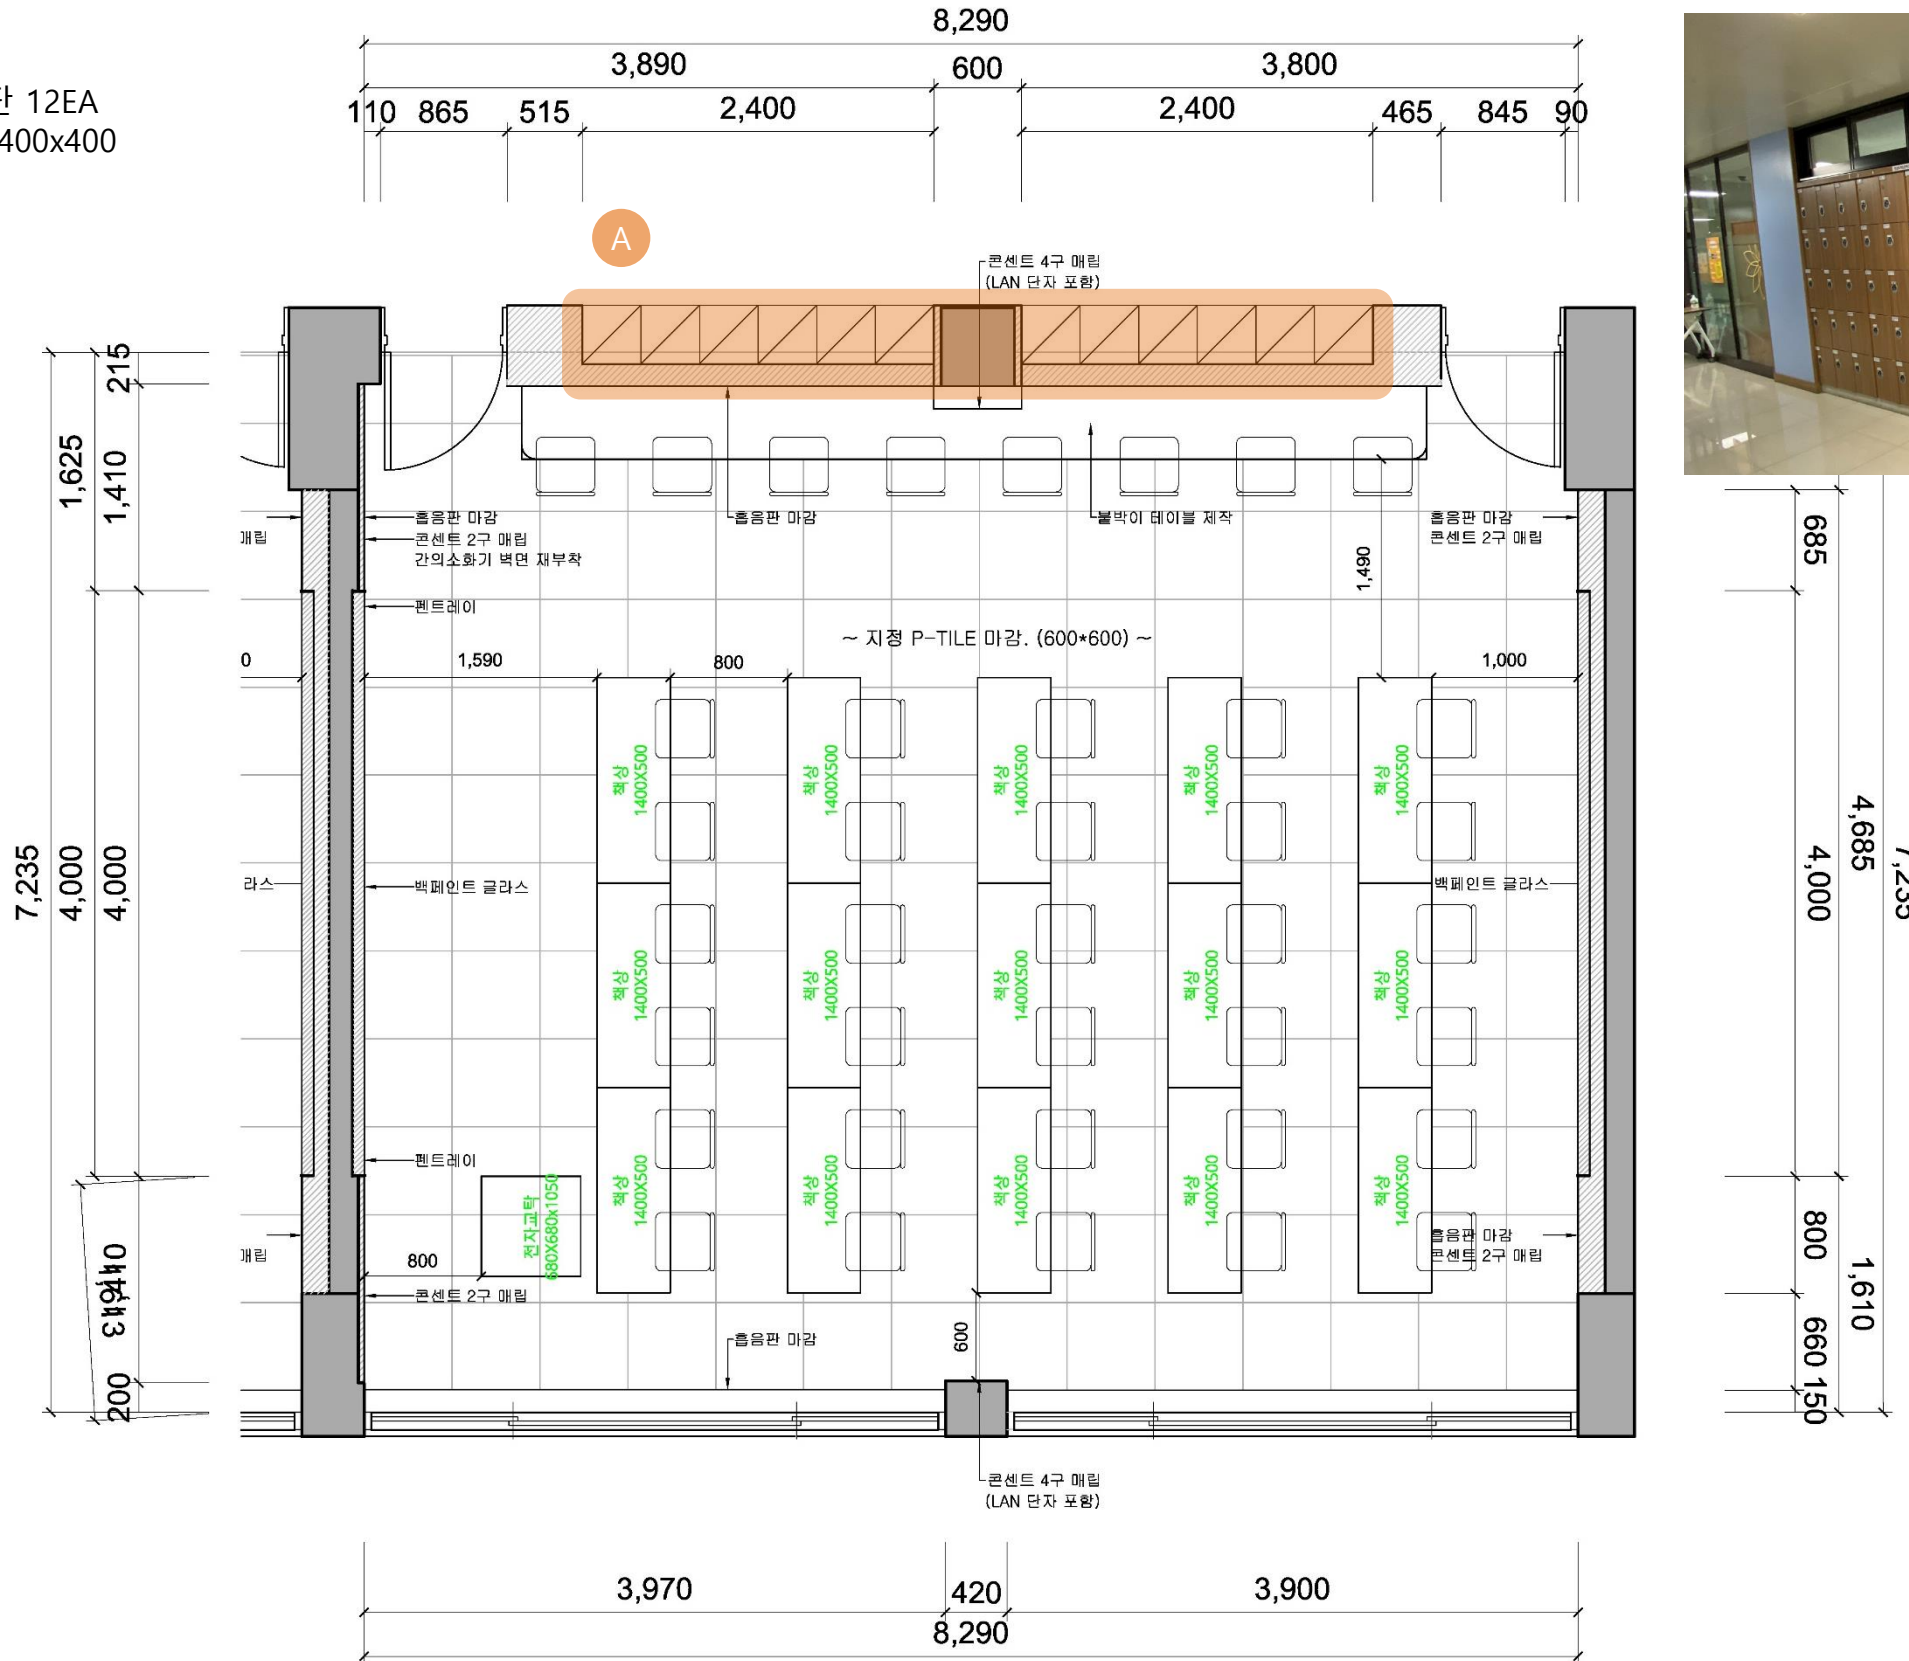 8,290
3,890 600 3,800
110 865 515 2,400 2,400 465 845 90
12EA
400x400
A
콘센트 4구 매립
(LAN 단자 포함)
215
1,625
1,410
흡음판 마감
콘센트 2구 매립
간의소화기 벽면 재부착
매립
흡음판 마감
붙박이 테이블 제작
흡음판 마감
콘센트 2구 매립
685
1,490
펜트레이
~ 지정 P-TILE 마감. (600*600) ~
0
1,590
800
1,000
책상
1400X500
책상
1400X500
책상
1400X500
책상
1400X500
책상
1400X500
7,235
4,000
4,000
라스
백페인트 글라스
백페인트 글라스
4,000
4,685
7,235
책상
1400X500
책상
1400X500
책상
1400X500
책상
1400X500
책상
1400X500
펜트레이
책상
1400X500
책상
1400X500
책상
1400X500
책상
1400X500
책상
1400X500
전자교탁
680X680x1050
매립
800
콘센트 2구 매립
흡음판 마감
콘센트 2구 매립
800
1,610
660
150
200
흡음판 마감
600
콘센트 4구 매립
(LAN 단자 포함)
3,970 420 3,900
8,290